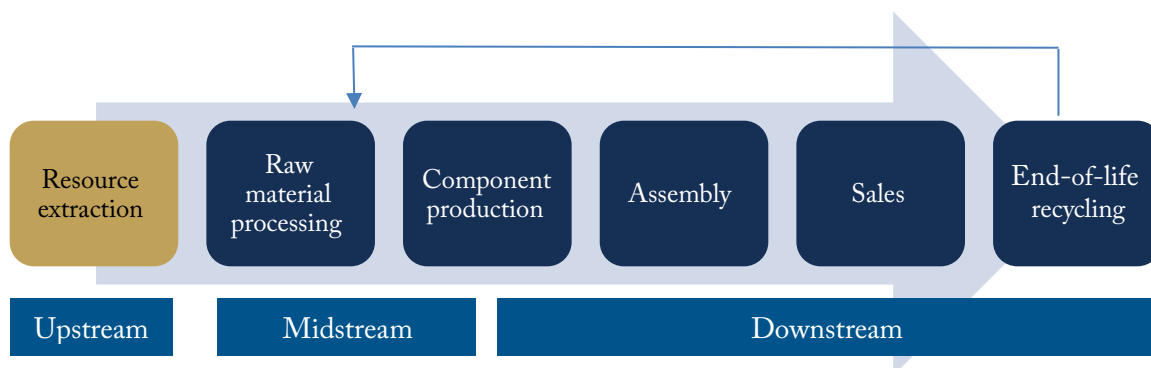 Resource
extraction
Raw
material
processing
Component
production
Assembly
Sales
End-of-life
recycling
Upstream
Midstream
Downstream